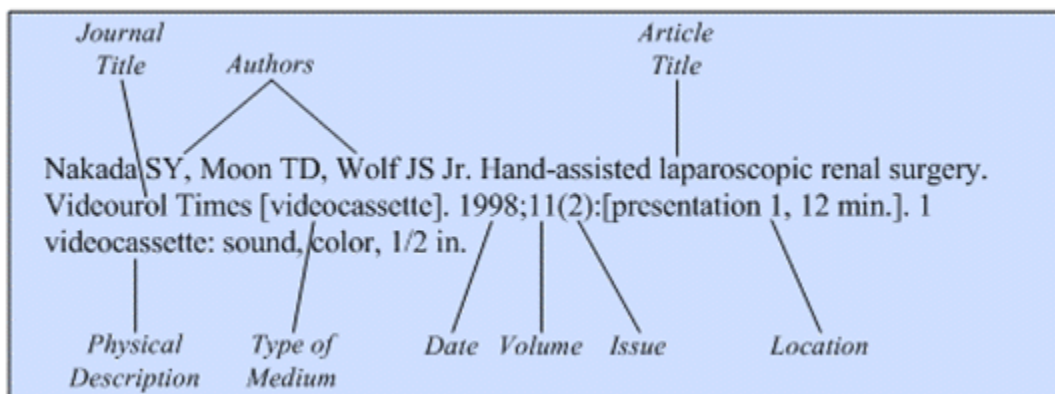 Journal
Title
Authors
Article
Title
Nakada SY, Moon TD, Wolf JS Jr. Hand-assisted laparoscopic renal surgery.
Videourol Times [videocassette]. 1998;11(2):[presentation 1, 12 min.]. 1
videocassette: sound, color, 1/2 in.
Physical
Description
Type of
Medium
Date
Volume
Issue
Location